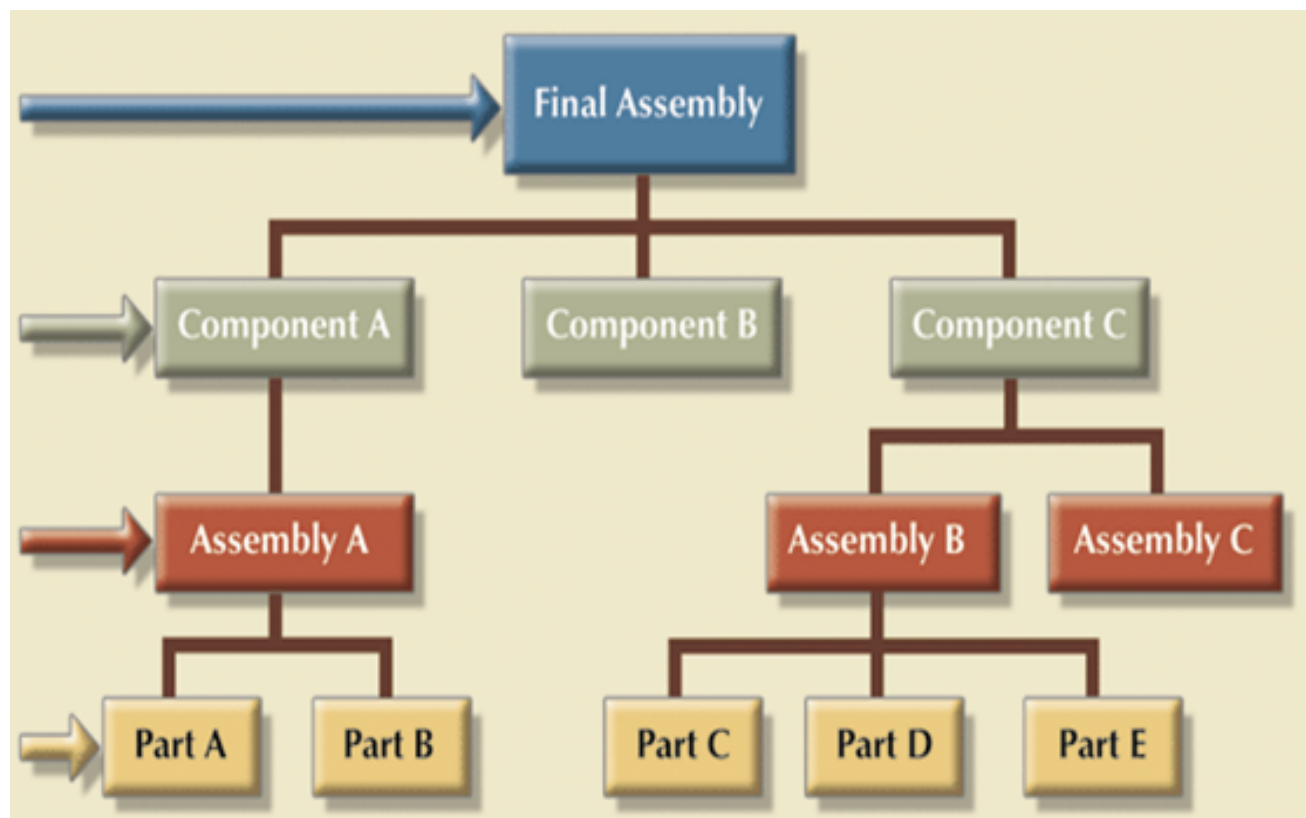 Final Assembly
Component A
Component B
Component C
Assembly A
Assembly B
Assembly C
Part A
Part B
Part C
Part D
Part E